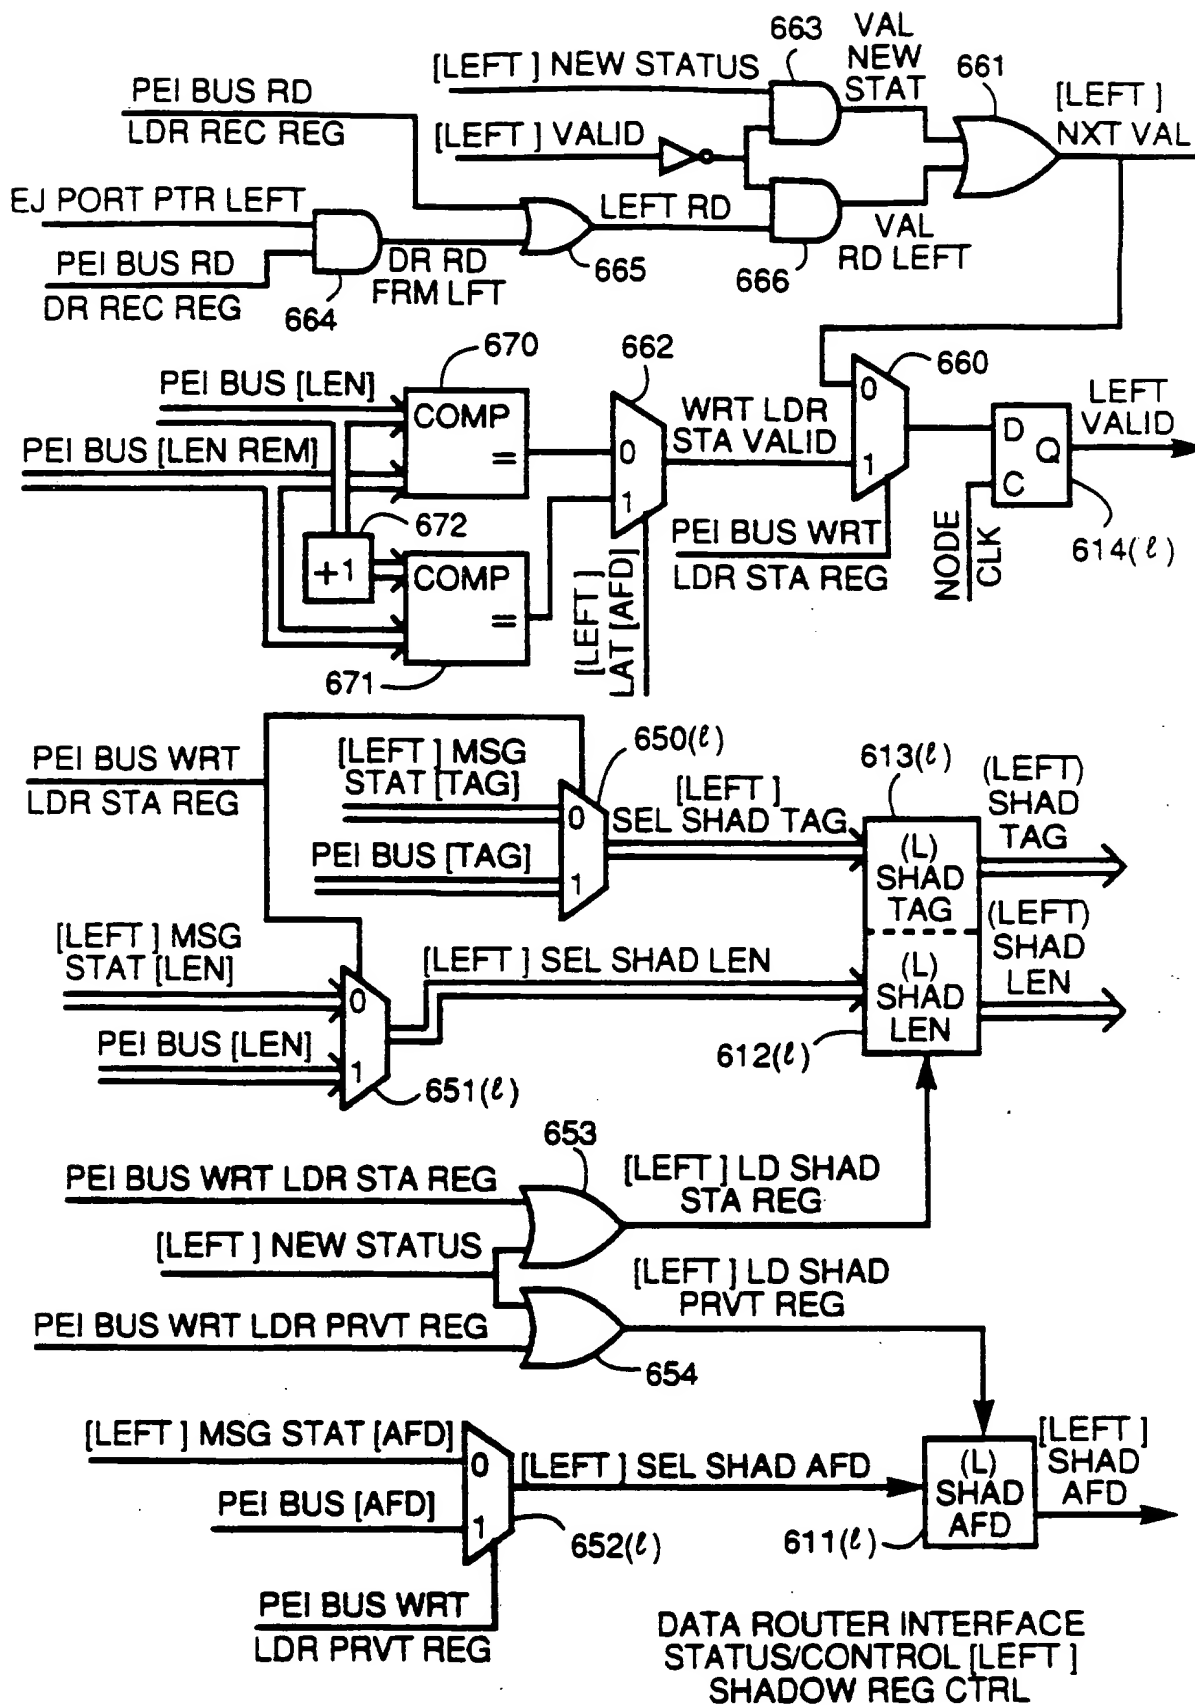 663
VAL
NEW
STAT
661
[LEFT ] NEW STATUS
[LEFT ]
NXT VAL
PEI BUS RD
LDR REC REG
[LEFT ] VALID
EJ PORT PTR LEFT
LEFT RD
PEI BUS RD
DR REC REG
664
DR RD
FRM LFT
665
666
VAL
RD LEFT
670
662
660
PEI BUS [LEN]
COMP
=
PEI BUS [LEN REM]
0
1
WRT LDR
STA VALID
0
1
LEFT
VALID
D
Q
C
672
+1
COMP
=
671
[LEFT ]
LAT [AFD]
PEI BUS WRT
LDR STA REG
NODE
CLK
614(ℓ)
PEI BUS WRT
LDR STA REG
[LEFT ] MSG
STAT [TAG]
650(ℓ)
0
1
PEI BUS [TAG]
[LEFT ]
SEL SHAD TAG
613(ℓ)
(L)
SHAD
TAG
(LEFT)
SHAD
TAG
[LEFT ] MSG
STAT [LEN]
0
1
PEI BUS [LEN]
651(ℓ)
[LEFT ] SEL SHAD LEN
(L)
SHAD
LEN
612(ℓ)
(LEFT)
SHAD
LEN
653
PEI BUS WRT LDR STA REG
[LEFT ] LD SHAD
STA REG
[LEFT ] NEW STATUS
[LEFT ] LD SHAD
PRVT REG
PEI BUS WRT LDR PRVT REG
654
[LEFT ] MSG STAT [AFD]
0
1
PEI BUS [AFD]
[LEFT ] SEL SHAD AFD
652(ℓ)
(L)
SHAD
AFD
611(ℓ)
[LEFT ]
SHAD
AFD
PEI BUS WRT
LDR PRVT REG
DATA ROUTER INTERFACE
STATUS/CONTROL [LEFT ]
SHADOW REG CTRL